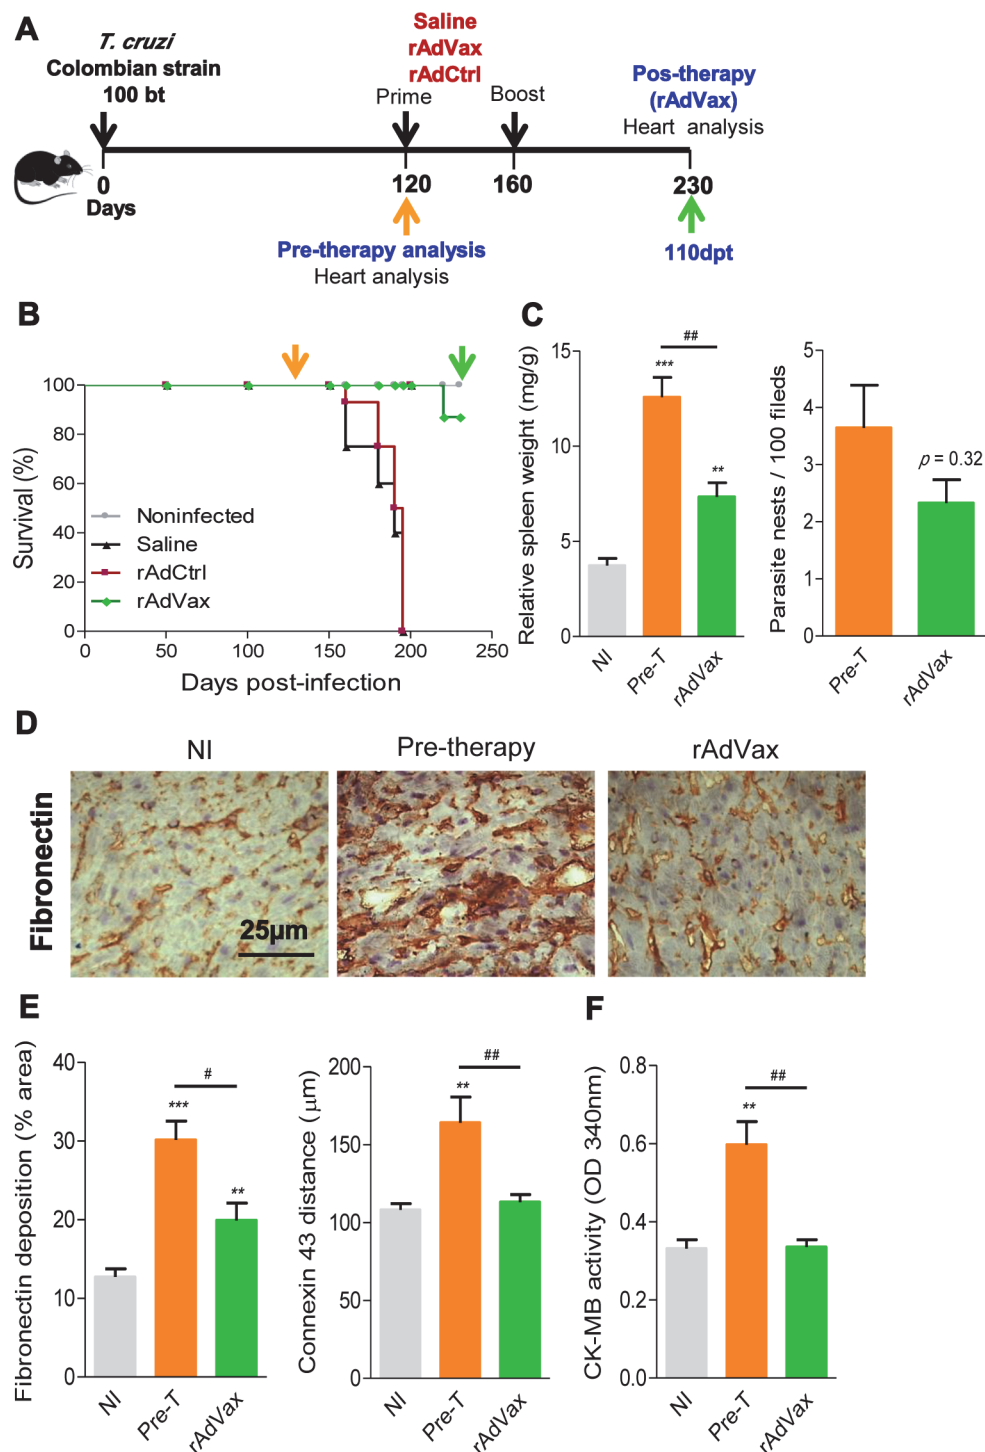 A
T. cruzi
Colombian strain
100 bt
Saline
rAdVax
rAdCtrl
Prime
Boost
Pos-therapy
(rAdVax)
Heart analysis
0
120
160
230
Days
Pre-therapy analysis
Heart analysis
110dpt
B
Survival (%)
100
80
60
40
20
0
Noninfected
Saline
rAdCtrl
rAdVax
0
50
100
150
200
250
Days post-infection
C
Relative spleen weight (mg/g)
15
10
5
0
***
##
**
NI
Pre-T
rAdVax
Parasite nests / 100 fileds
5
4
3
2
1
0
p = 0.32
Pre-T
rAdVax
D
NI
Pre-therapy
rAdVax
Fibronectin
25µm
E
Fibronectin deposition (% area)
40
30
20
10
0
***
#
**
NI
Pre-T
rAdVax
Connexin 43 distance (µm)
200
150
100
50
0
**
##
NI
Pre-T
rAdVax
F
CK-MB activity (OD 340nm)
0.8
0.6
0.4
0.2
0.0
**
##
NI
Pre-T
rAdVax